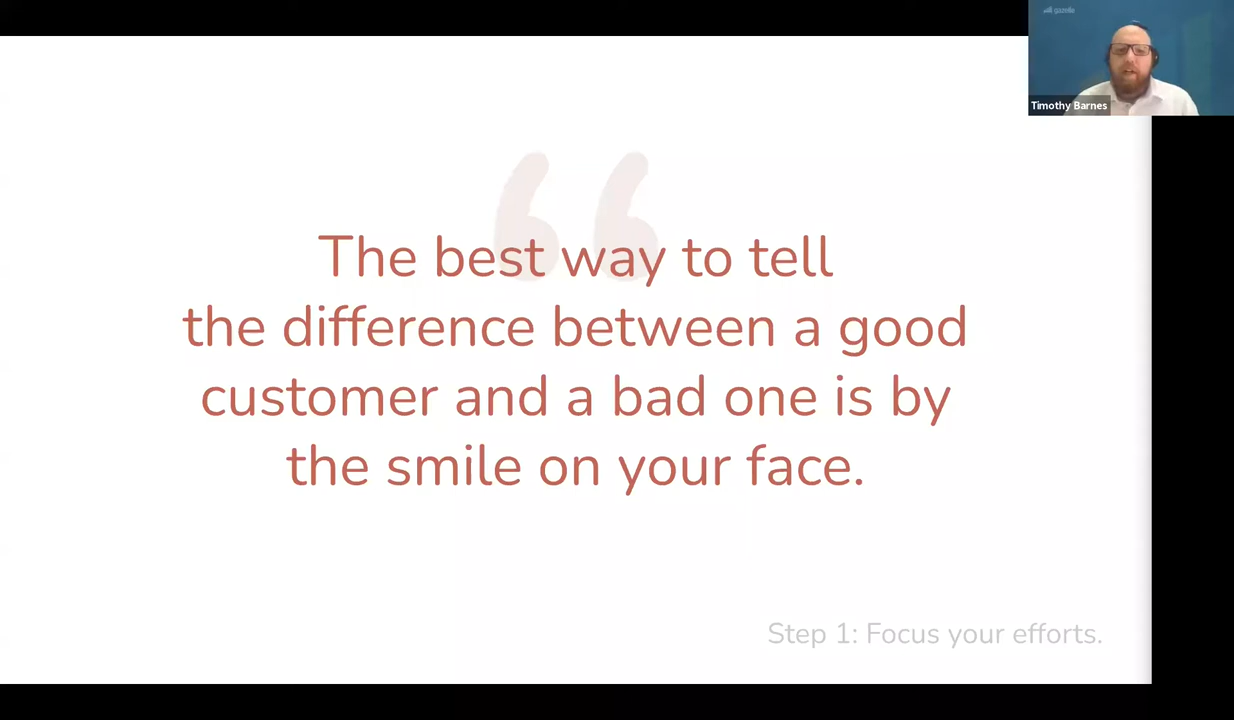 gazelle
Timothy Barnes
The best way to tell
the difference between a good
customer and a bad one is by
the smile on your face.
Step 1: Focus your efforts.